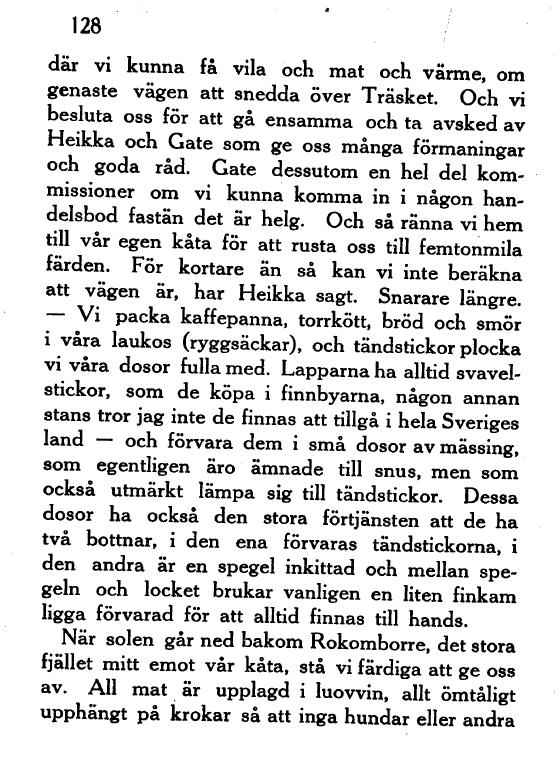 128
där vi kunna få vila och mat och värme, om
genaste vägen att snedda över Träsket. Och vi
besluta oss för att gå ensamma och ta avsked av
Heikka och Gate som ge oss många förmaningar
och goda råd. Gate dessutom en hel del kom-
missioner om vi kunna komma in i någon han-
delsbod fastän det är helg. Och så ränna vi hem
till vår egen kåta för att rusta oss till femtonmila
färden. För kortare än så kan vi inte beräkna
att vägen är, har Heikka sagt. Snarare längre.
— Vi packa kaffepanna, torrkött, bröd och smör
i våra laukos (ryggsäckar), och tändstickor plocka
vi våra dosor fulla med. Lapparna ha alltid svavel-
stickor, som de köpa i finnbyarna, någon annan
stans tror jag inte de finnas att tillgå i hela Sveriges
land — och förvara dem i små dosor av mässing,
som egentligen äro ämnade till snus, men som
också utmärkt lämpa sig till tändstickor. Dessa
dosor ha också den stora förtjänsten att de ha
två bottnar, i den ena förvaras tändstickorna, i
den andra är en spegel inkittad och mellan spe-
geln och locket brukar vanligen en liten finkam
ligga förvarad för att alltid finnas till hands.
När solen går ned bakom Rokomborre, det stora
fjället mitt emot vår kåta, stå vi färdiga att ge oss
av. All mat är upplagd i luovvin, allt ömtåligt
upphängt på krokar så att inga hundar eller andra